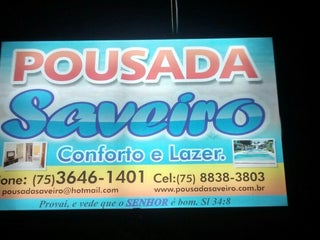 POUSADA
Saveiro
Conforto e Lazer.
Fone: (75)3646-1401 Cel:(75) 8838-3803
pousadasaveiro@hotmail.com www.pousadasaveiro.com.br
Provai, e vede que o SENHOR é bom. Sl 34:8